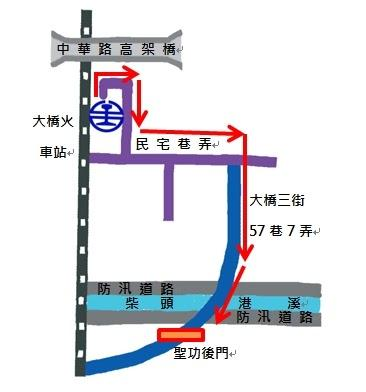 中華路高架橋
大橋火
車站
民宅巷弄
大橋三街
57巷7弄
防汛道路
柴頭港溪
防汛道路
聖功後門